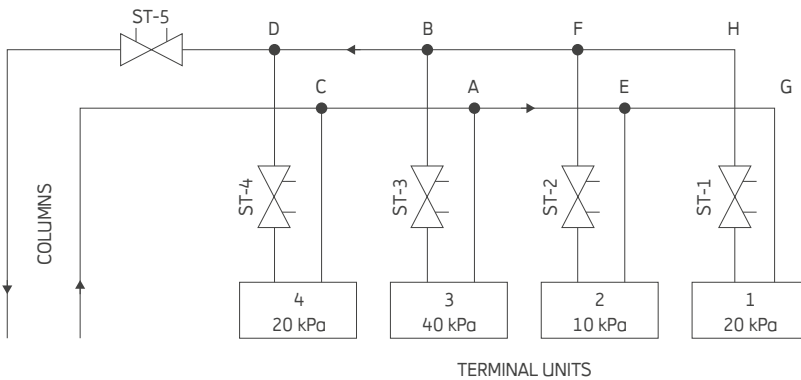 ST-5
D
B
F
H
C
A
E
G
COLUMNS
ST-4
ST-3
ST-2
ST-1
4
20 kPa
3
40 kPa
2
10 kPa
1
20 kPa
TERMINAL UNITS